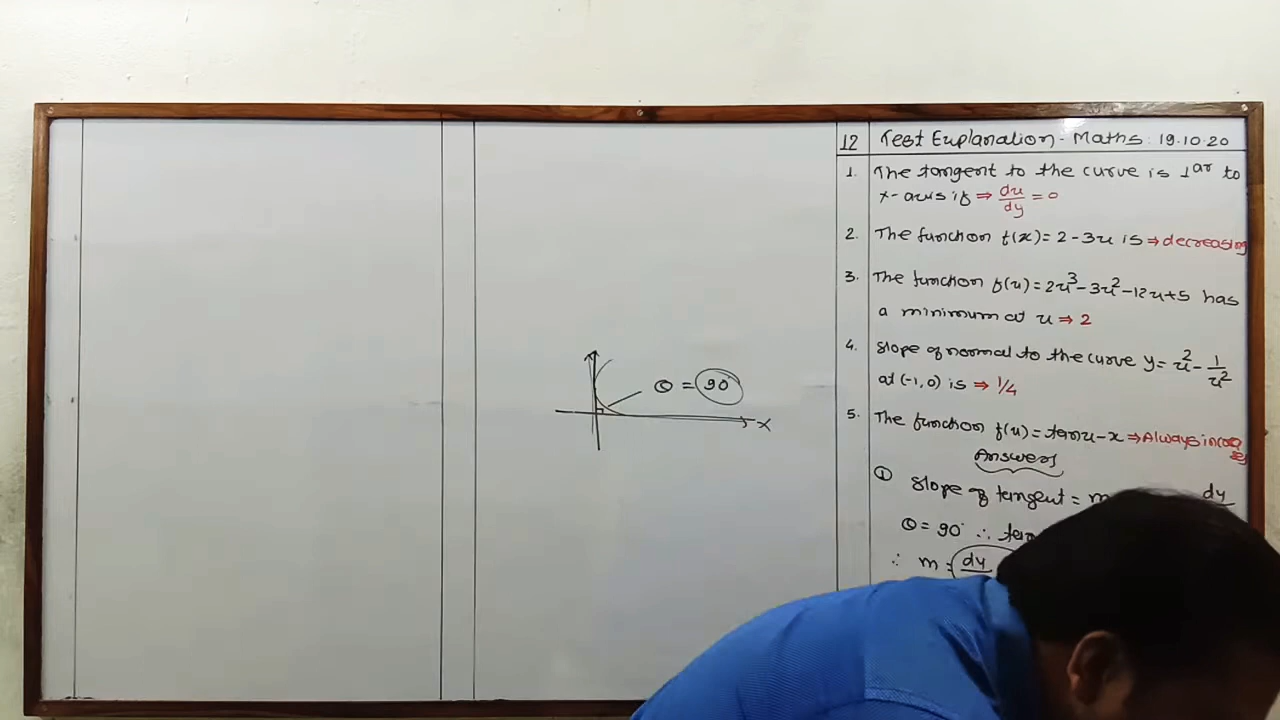 12 Test Explanation - Maths : 19.10.20
1. The tangent to the curve is ⊥ar to
x-axis if ⇒ dx/dy = 0
2. The function f(x) = 2 - 3x is ⇒ decreasing
3. The function f(x) = 2x³ - 3x² - 12x + 5 has
a minimum at x ⇒ 2
4. Slope of normal to the curve y = x² - 1/x²
at (-1, 0) is ⇒ 1/4
5. The function f(x) = tanx - x ⇒ Always
Answers
① Slope of tangent = m dy
θ = 90° ∴
∴ m = dy
θ = 90°
x